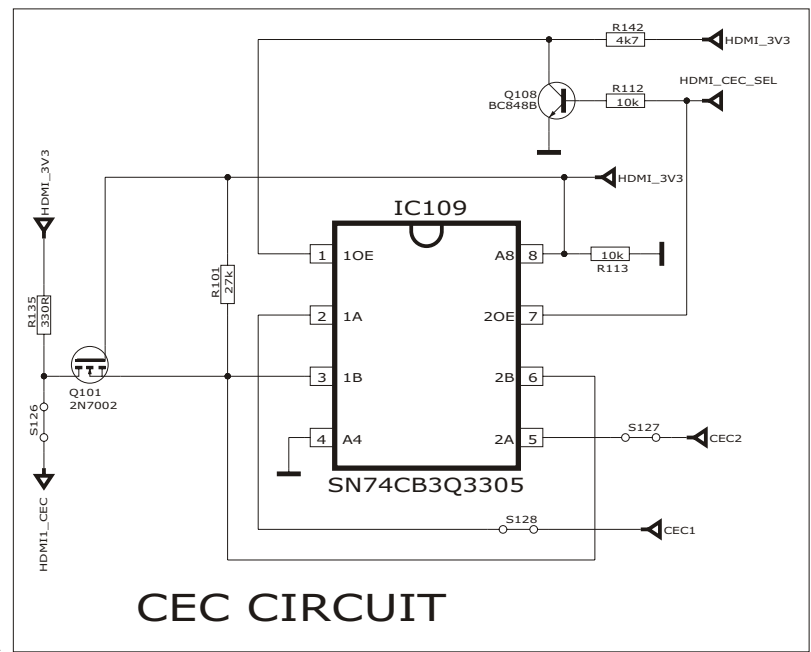 R142
4k7
HDMI_3V3
HDMI_CEC_SEL
Q108
BC848B
R112
10k
HDMI_3V3
HDMI_3V3
IC109
1
1OE
A8
8
10k
R113
R101
27k
R135
330R
2
1A
2OE
7
3
1B
2B
6
Q101
2N7002
S126
4
A4
2A
5
S127
CEC2
SN74CB3Q3305
S128
CEC1
HDMI1_CEC
CEC CIRCUIT